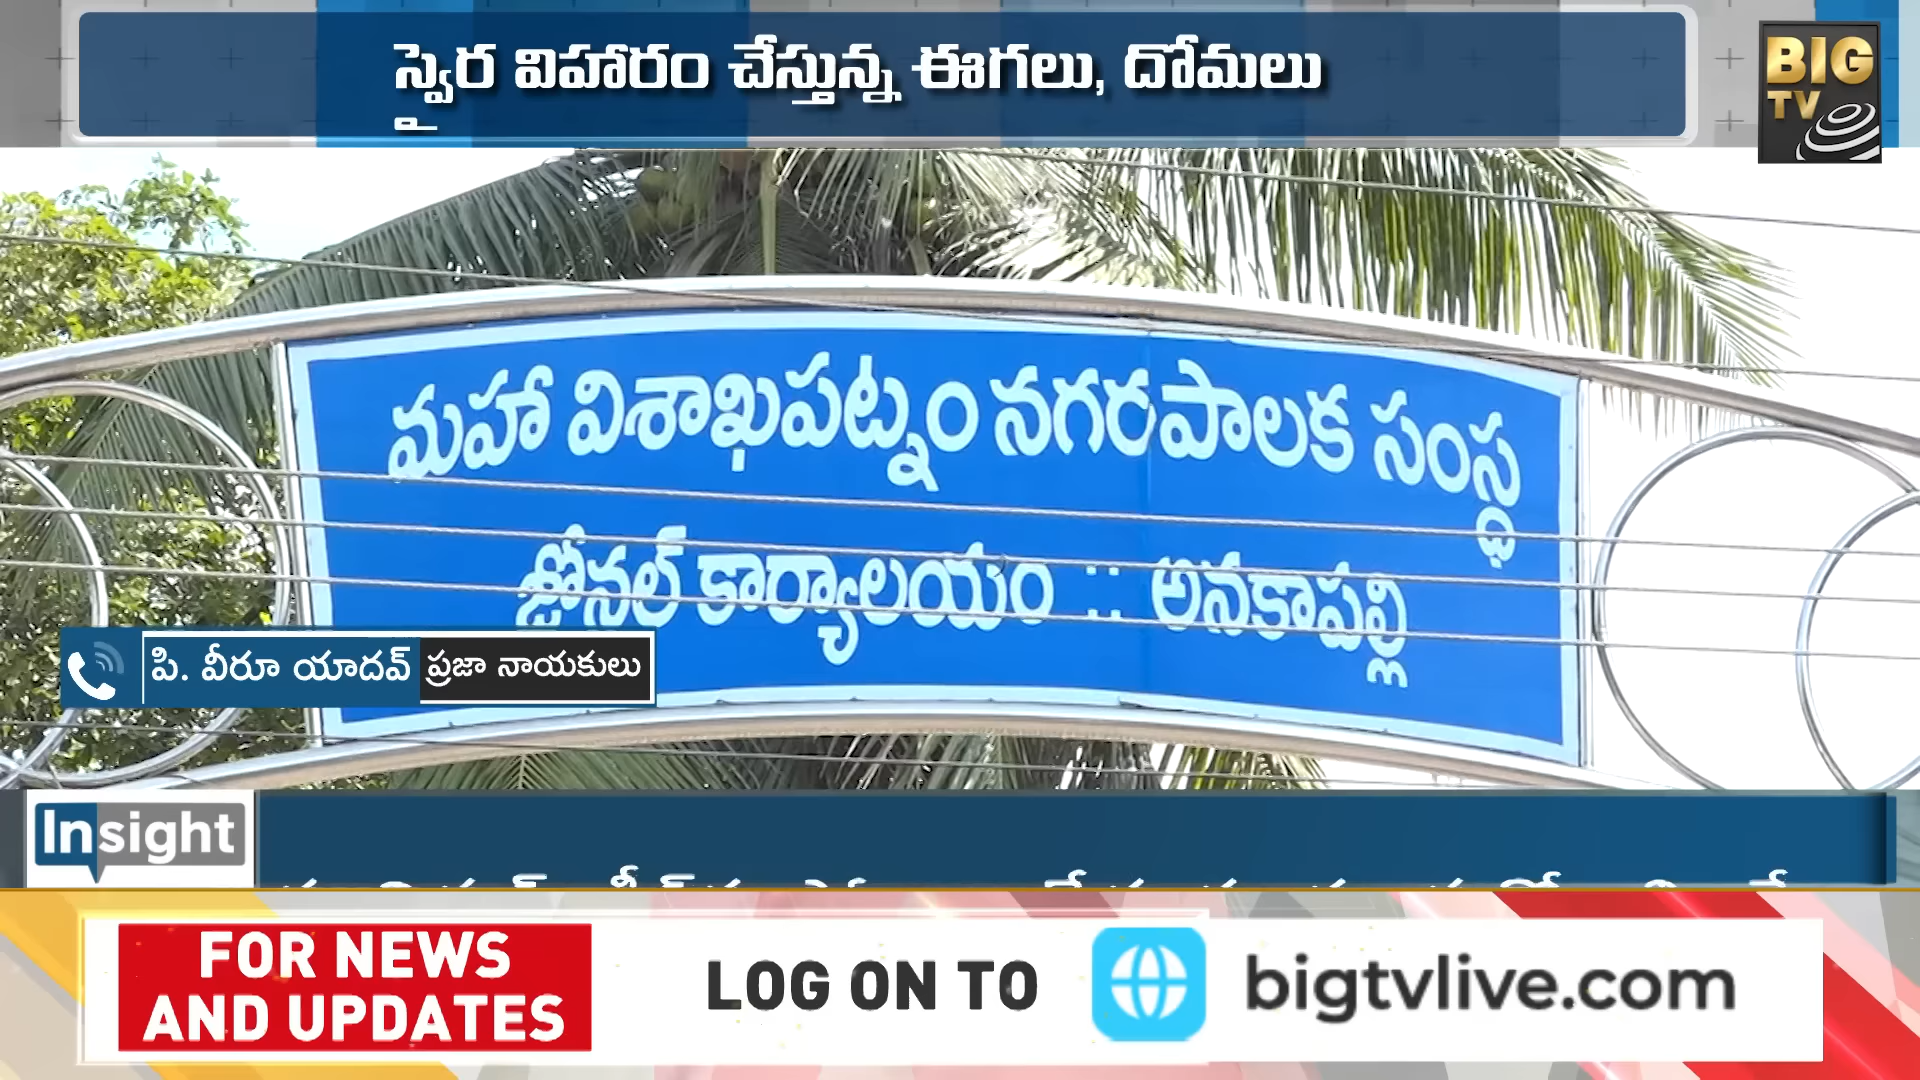 స్వైర విహారం చేస్తున్న ఈగలు, దోమలు
BIG
TV
మహా విశాఖపట్నం నగరపాలక సంస్థ
జోనల్ కార్యాలయం :: అనకాపల్లి
పి. వీరూ యాదవ్ ప్రజా నాయకులు
Insight
FOR NEWS
AND UPDATES
LOG ON TO
bigtvlive.com